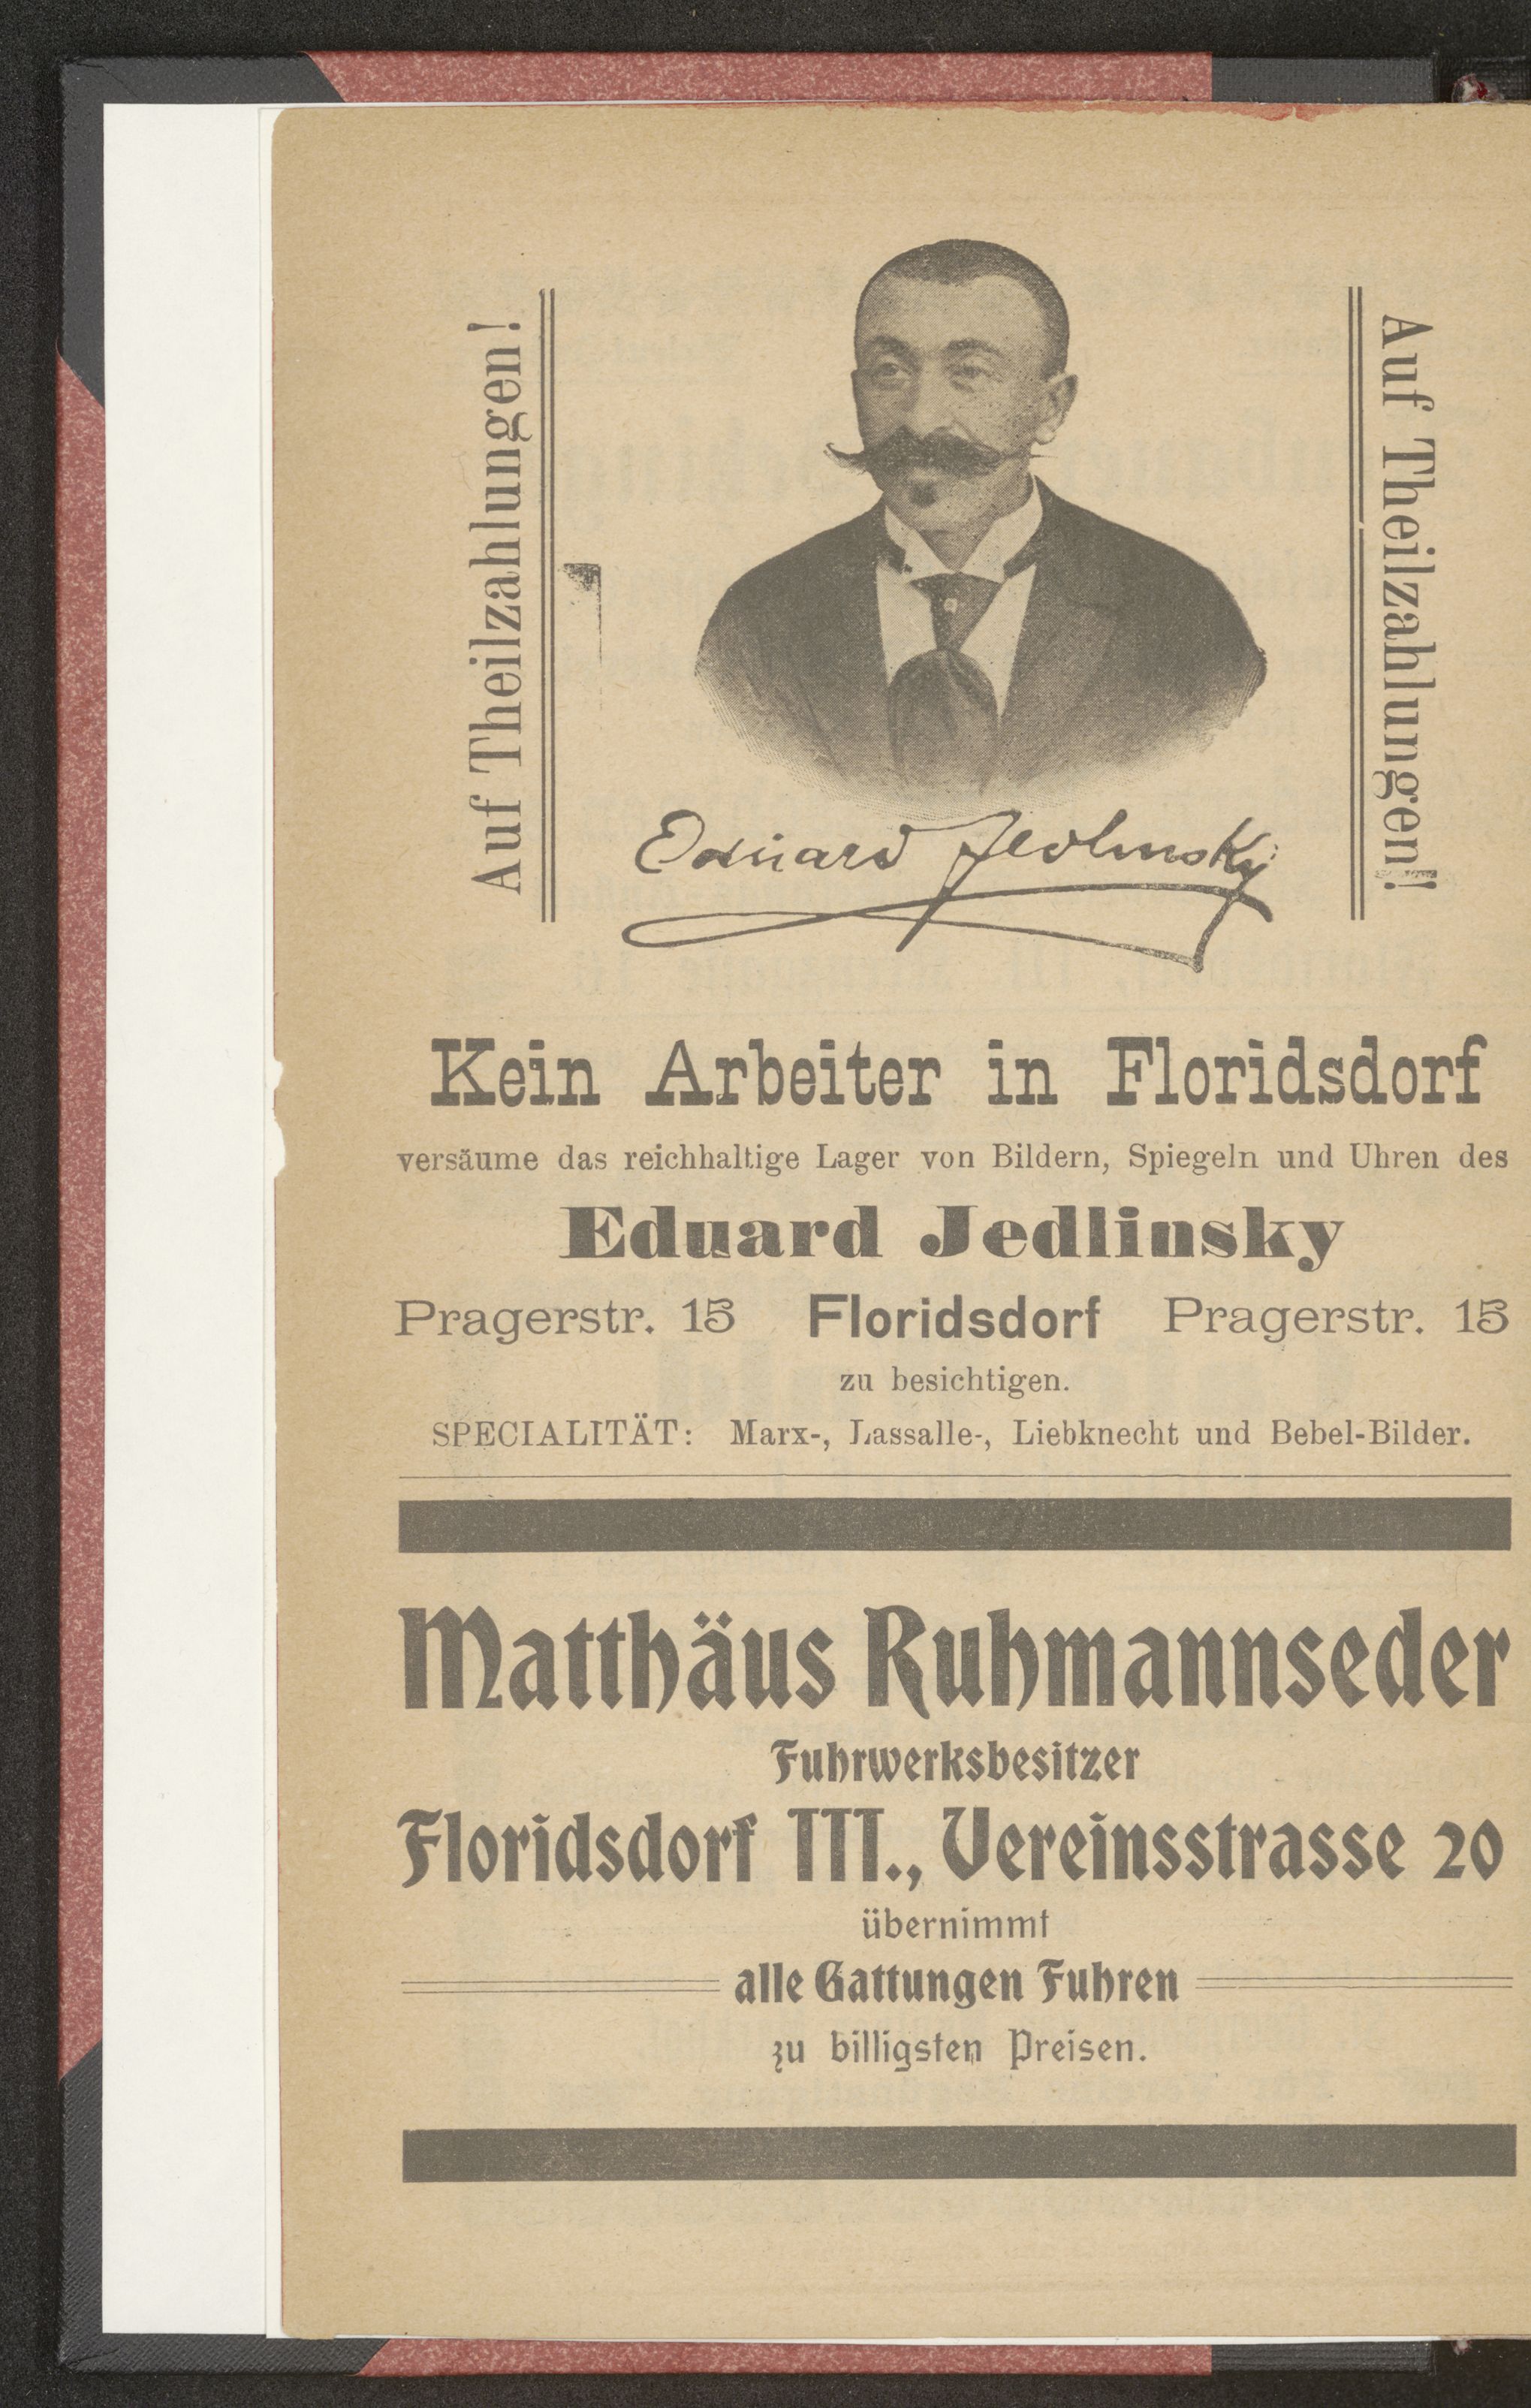 Auf Theilzahlungen!
Auf Theilzahlungen!
Eduard Jedlinsky
Kein Arbeiter in Floridsdorf
versäume das reichhaltige Lager von Bildern, Spiegeln und Uhren des
Eduard Jedlinsky
Pragerstr. 15 Floridsdorf Pragerstr. 15
zu besichtigen.
SPECIALITÄT: Marx-, Lassalle-, Liebknecht und Bebel-Bilder.
Matthäus Ruhmannseder
Fuhrwerksbesitzer
Floridsdorf III., Vereinsstrasse 20
übernimmt
alle Gattungen Fuhren
zu billigsten Preisen.